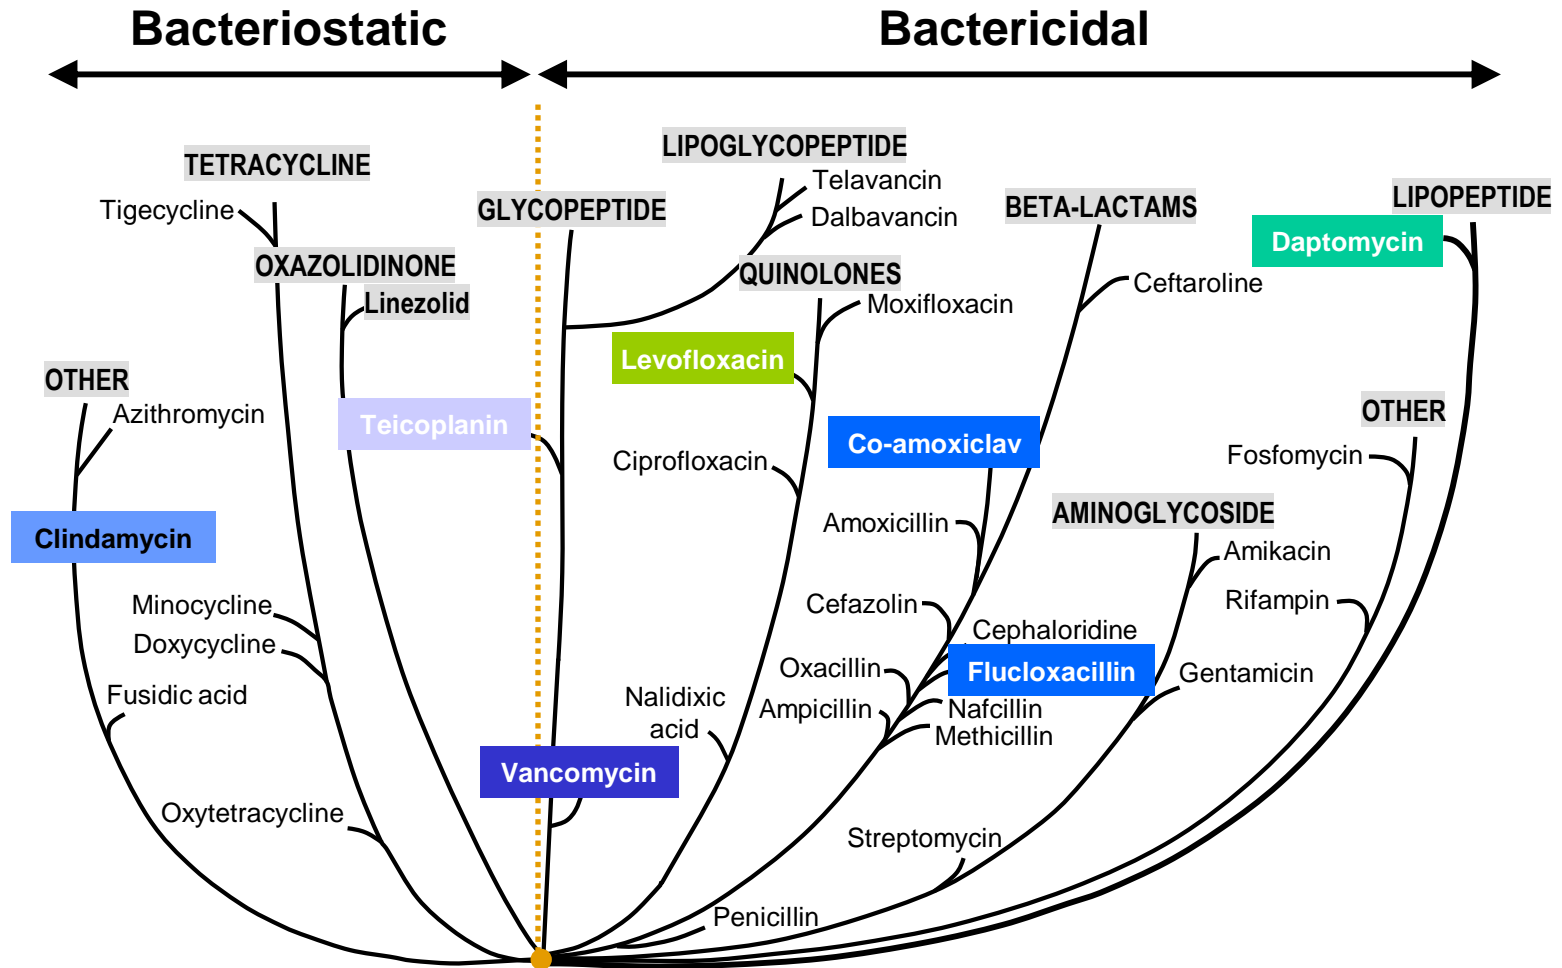 Bacteriostatic
Bactericidal
TETRACYCLINE
Tigecycline
OXAZOLIDINONE
Linezolid
OTHER
Azithromycin
Clindamycin
Minocycline
Doxycycline
Fusidic acid
Oxytetracycline
GLYCOPEPTIDE
Teicoplanin
Vancomycin
LIPOGLYCOPEPTIDE
Telavancin
Dalbavancin
QUINOLONES
Moxifloxacin
Levofloxacin
Ciprofloxacin
Nalidixic
acid
BETA-LACTAMS
Ceftaroline
Co-amoxiclav
Amoxicillin
Cefazolin
Cephaloridine
Oxacillin
Flucloxacillin
Ampicillin
Nafcillin
Methicillin
Penicillin
AMINOGLYCOSIDE
Amikacin
Gentamicin
Streptomycin
OTHER
Fosfomycin
Rifampin
LIPOPEPTIDE
Daptomycin